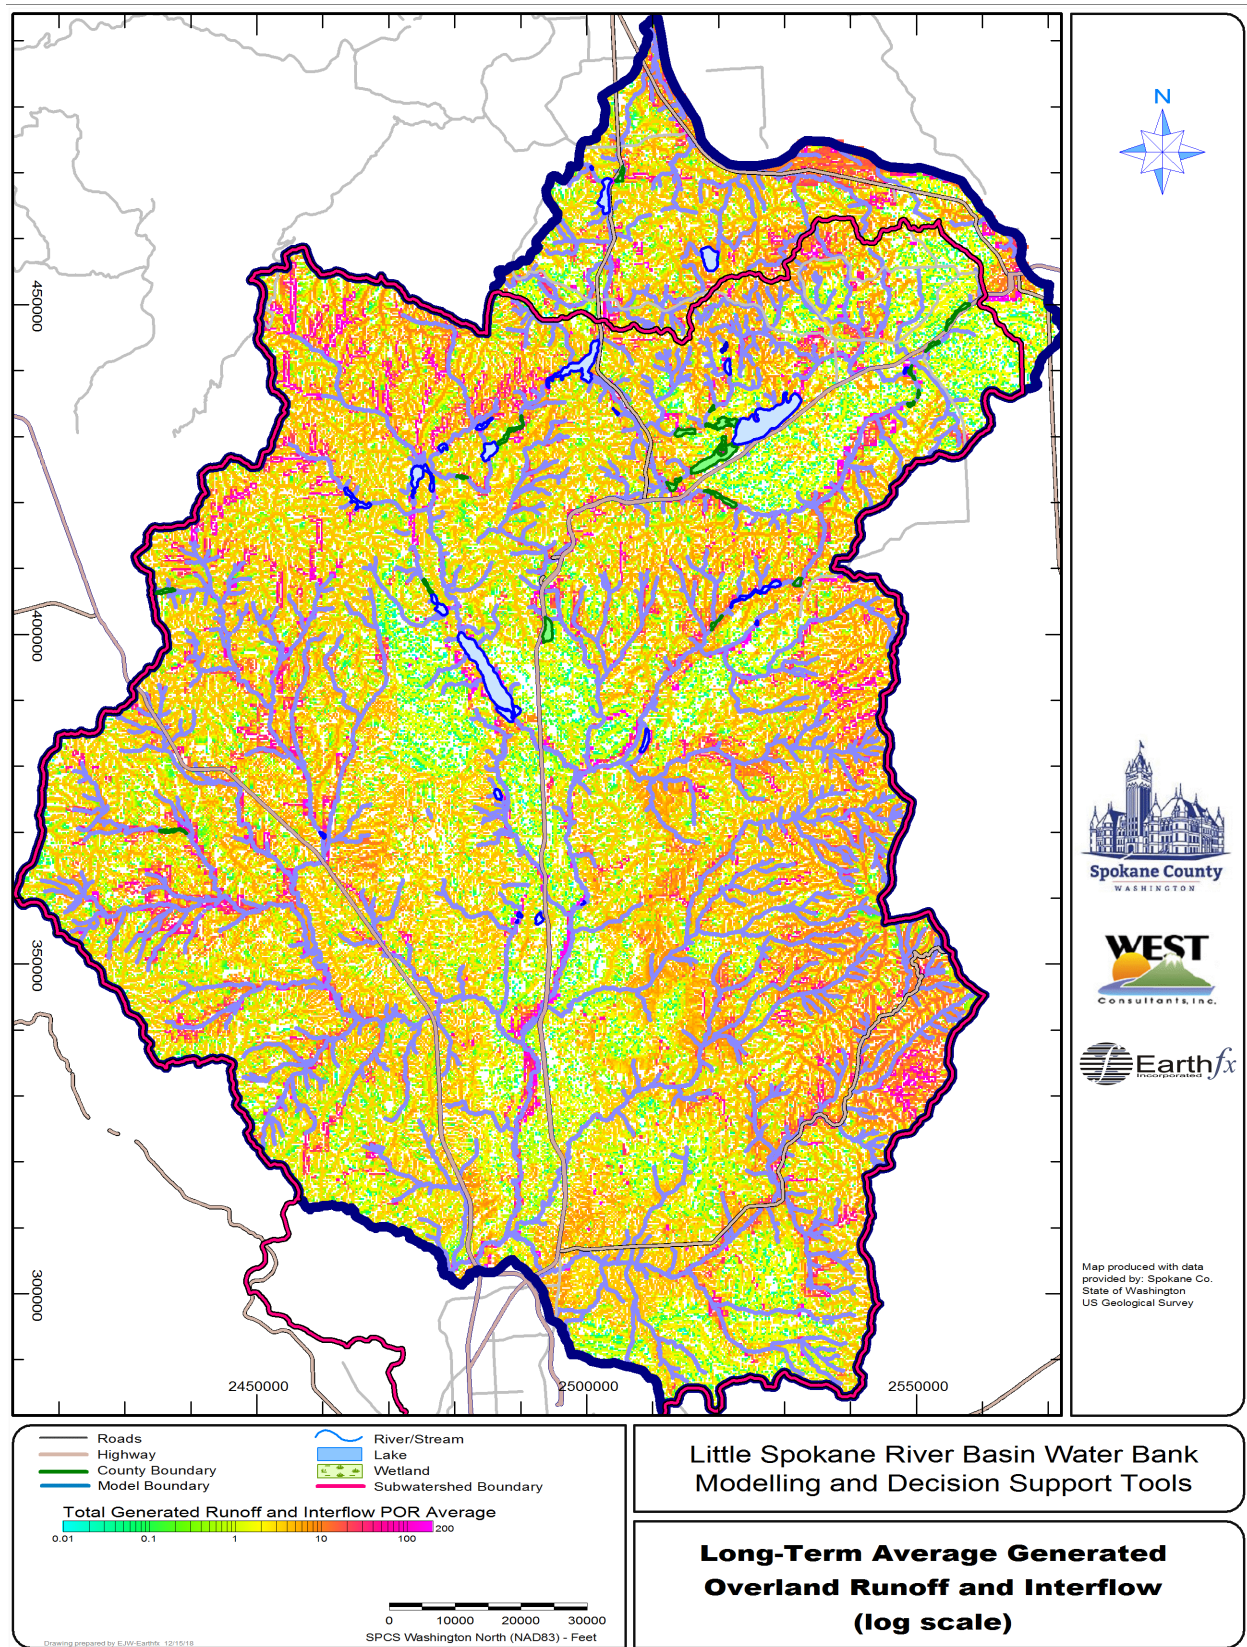 N
450000
400000
350000
300000
2450000
2500000
2550000
Spokane County
WASHINGTON
WEST
Consultants, Inc.
Earthfx
Incorporated
Map produced with data
provided by: Spokane Co.
State of Washington
US Geological Survey
Roads
Highway
County Boundary
Model Boundary
River/Stream
Lake
Wetland
Subwatershed Boundary
Total Generated Runoff and Interflow POR Average
0.01 0.1 1 10 100 200
0 10000 20000 30000
SPCS Washington North (NAD83) - Feet
Drawing prepared by EJW-Earthfx 12/15/18
Little Spokane River Basin Water Bank
Modelling and Decision Support Tools
Long-Term Average Generated
Overland Runoff and Interflow
(log scale)